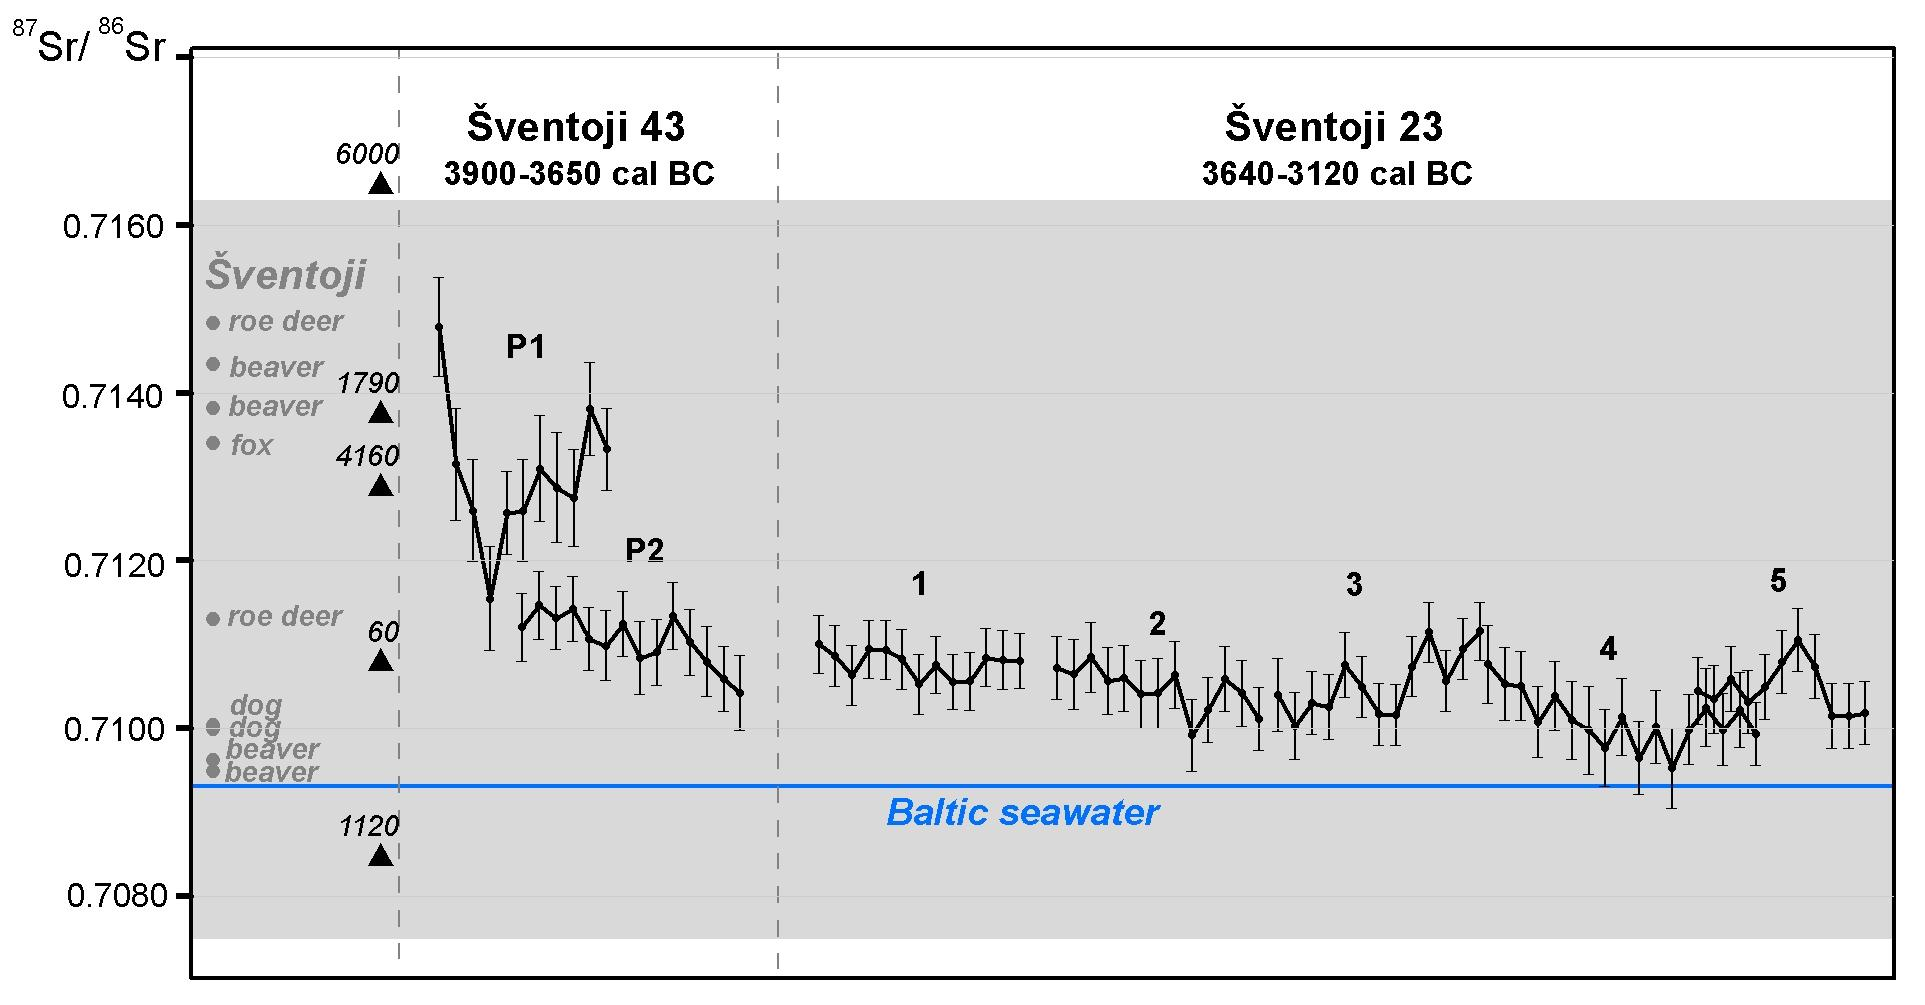 87Sr/ 86Sr
Šventoji 43
3900-3650 cal BC
Šventoji 23
3640-3120 cal BC
6000
0.7160
Šventoji
roe deer
P1
beaver
1790
0.7140
beaver
fox
4160
P2
0.7120
1
2
3
4
5
roe deer
60
dog
0.7100
dog
beaver
beaver
Baltic seawater
1120
0.7080